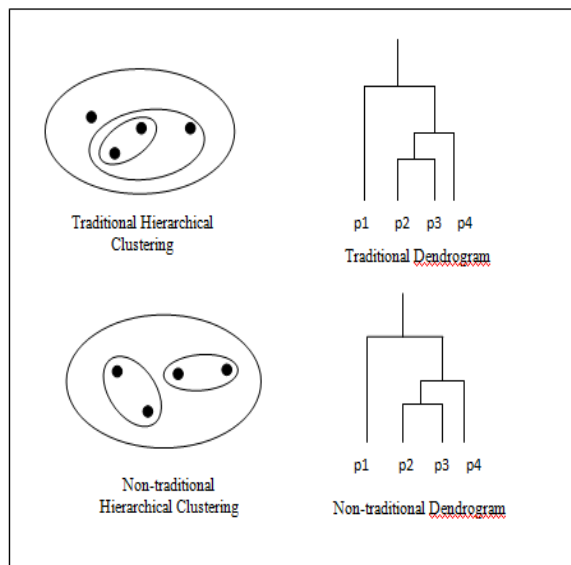 p1 p2 p3 p4
Traditional Hierarchical
Clustering
Traditional Dendrogram
p1 p2 p3 p4
Non-traditional
Hierarchical Clustering
Non-traditional Dendrogram